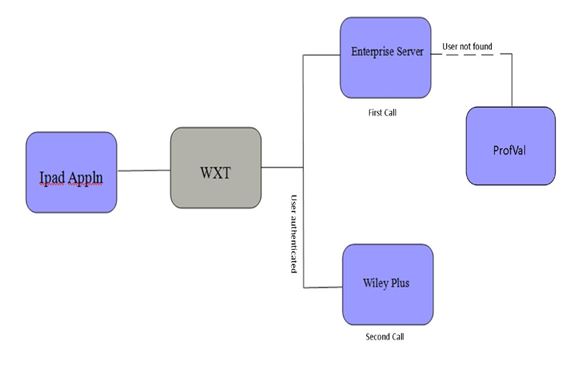 Enterprise Server
User not found
First Call
ProfVal
Ipad Appln
WXT
User authenticated
Wiley Plus
Second Call